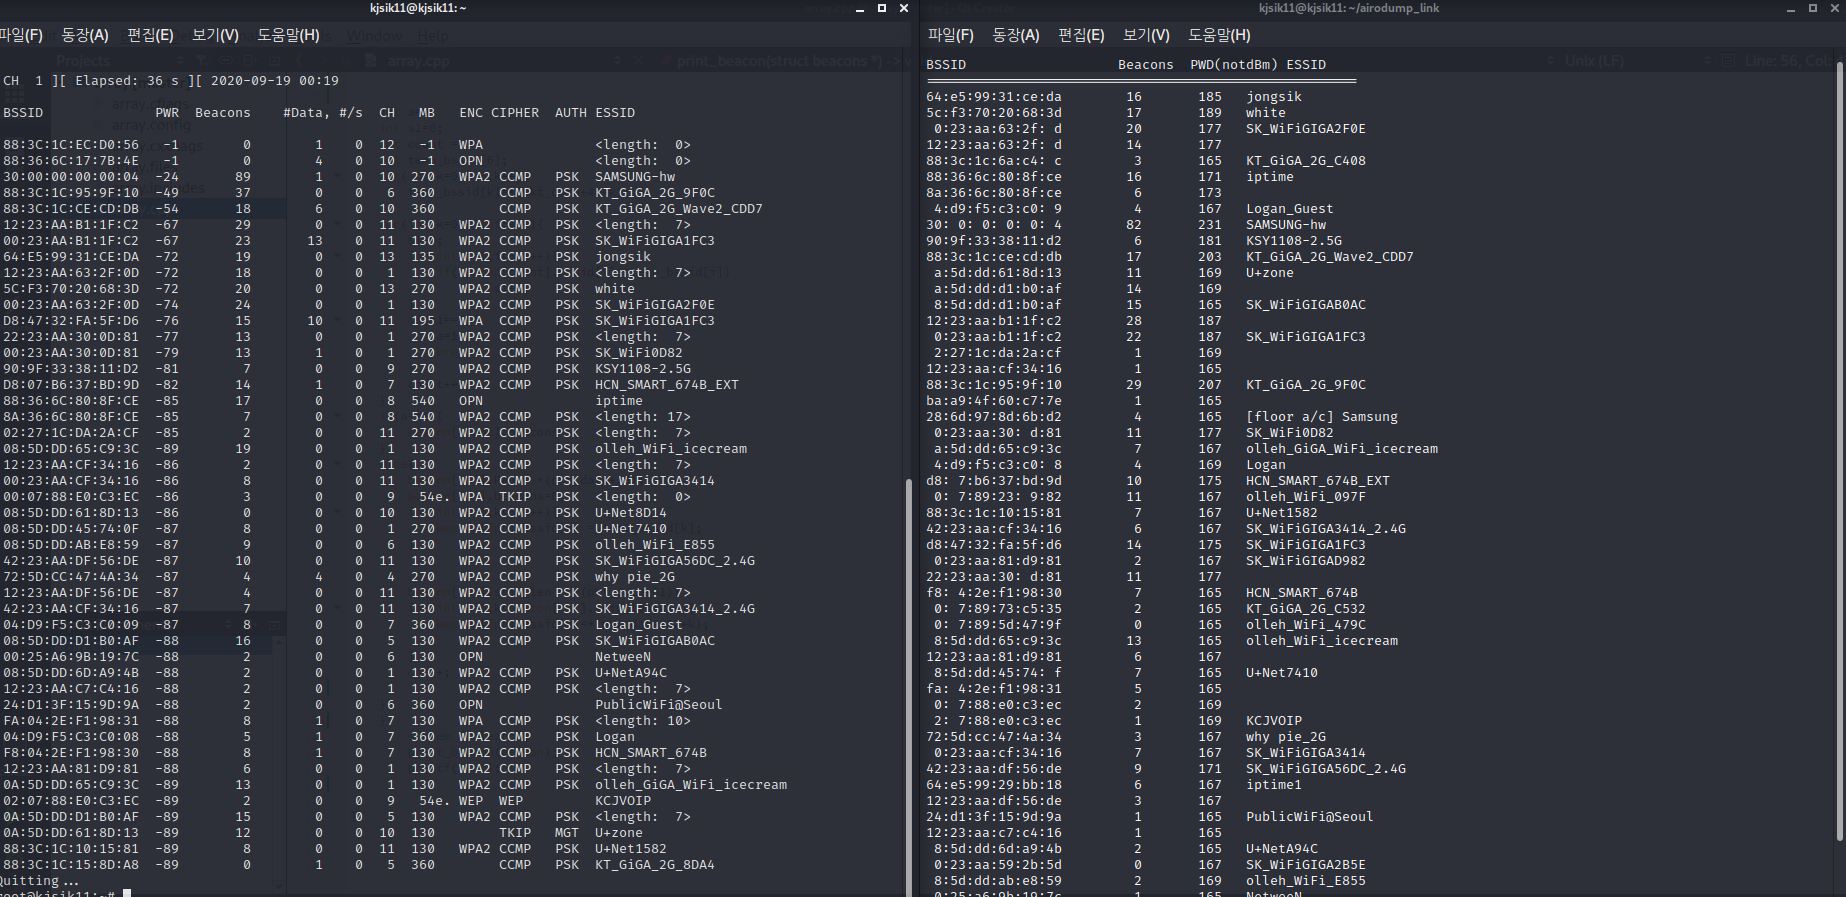 kjsik11@kjsik11: ~
파일(F) 동장(A) 편집(E) 보기(V) 도움말(H)
CH 1 ][ Elapsed: 36 s ][ 2020-09-19 00:19
BSSID PWR Beacons #Data, #/s CH MB ENC CIPHER AUTH ESSID
88:3C:1C:EC:D0:56 -1 0 1 0 12 -1 WPA <length: 0>
88:36:6C:17:7B:4E -1 0 4 0 10 -1 OPN <length: 0>
30:00:00:00:00:04 -24 89 1 0 10 270 WPA2 CCMP PSK SAMSUNG-hw
88:3C:1C:95:9F:10 -49 37 0 0 6 360 WPA2 CCMP PSK KT_GiGA_2G_9F0C
88:3C:1C:CE:CD:DB -54 18 6 0 10 360 CCMP PSK KT_GiGA_2G_Wave2_CDD7
12:23:AA:B1:1F:C2 -67 29 0 0 11 130 WPA2 CCMP PSK <length: 7>
00:23:AA:B1:1F:C2 -67 23 13 0 11 130 WPA2 CCMP PSK SK_WiFiGIGA1FC3
64:E5:99:31:CE:DA -72 19 0 0 13 135 WPA2 CCMP PSK jongsik
12:23:AA:63:2F:0D -72 18 0 0 1 130 WPA2 CCMP PSK <length: 7>
5C:F3:70:20:68:3D -72 20 0 0 13 270 WPA2 CCMP PSK white
00:23:AA:63:2F:0D -74 24 0 0 1 130 WPA2 CCMP PSK SK_WiFiGIGA2F0E
D8:47:32:FA:5F:D6 -76 15 10 0 11 195 WPA CCMP PSK SK_WiFiGIGA1FC3
22:23:AA:30:0D:81 -77 13 0 0 1 270 WPA2 CCMP PSK <length: 7>
00:23:AA:30:0D:81 -79 13 1 0 1 270 WPA2 CCMP PSK SK_WiFi0D82
90:9F:33:38:11:D2 -81 7 0 0 9 270 WPA2 CCMP PSK KSY1108-2.5G
D8:07:B6:37:BD:9D -82 14 1 0 7 130 WPA2 CCMP PSK HCN_SMART_674B_EXT
88:36:6C:80:8F:CE -85 17 0 0 8 540 OPN iptime
8A:36:6C:80:8F:CE -85 7 0 0 8 540 WPA2 CCMP PSK <length: 17>
02:27:1C:DA:2A:CF -85 2 0 0 11 270 WPA2 CCMP PSK <length: 7>
08:5D:DD:65:C9:3C -89 19 0 0 1 130 WPA2 CCMP PSK olleh_WiFi_icecream
12:23:AA:CF:34:16 -86 2 0 0 11 130 WPA2 CCMP PSK <length: 7>
00:23:AA:CF:34:16 -86 8 0 0 11 130 WPA2 CCMP PSK SK_WiFiGIGA3414
00:07:88:E0:C3:EC -86 3 0 0 9 54e. WPA TKIP PSK <length: 0>
08:5D:DD:61:8D:13 -86 0 0 0 10 130 WPA2 CCMP PSK U+Net8D14
08:5D:DD:45:74:0F -87 8 0 0 1 270 WPA2 CCMP PSK U+Net7410
08:5D:DD:AB:E8:59 -87 9 0 0 6 130 WPA2 CCMP PSK olleh_WiFi_E855
42:23:AA:DF:56:DE -87 10 0 0 11 130 WPA2 CCMP PSK SK_WiFiGIGA56DC_2.4G
72:5D:CC:47:4A:34 -87 4 4 0 4 270 WPA2 CCMP PSK why pie_2G
12:23:AA:DF:56:DE -87 4 0 0 11 130 WPA2 CCMP PSK <length: 7>
42:23:AA:CF:34:16 -87 7 0 0 11 130 WPA2 CCMP PSK SK_WiFiGIGA3414_2.4G
04:D9:F5:C3:C0:09 -87 8 0 0 7 360 WPA2 CCMP PSK Logan_Guest
08:5D:DD:D1:B0:AF -88 16 0 0 5 130 WPA2 CCMP PSK SK_WiFiGIGAB0AC
00:25:A6:9B:19:7C -88 2 0 0 6 130 OPN NetweeN
08:5D:DD:6D:A9:4B -88 2 0 0 1 130 WPA2 CCMP PSK U+NetA94C
12:23:AA:C7:C4:16 -88 2 0 0 1 130 WPA2 CCMP PSK <length: 7>
24:D1:3F:15:9D:9A -88 2 0 0 6 360 OPN PublicWiFi@Seoul
FA:04:2E:F1:98:31 -88 8 1 0 7 130 WPA CCMP PSK <length: 10>
04:D9:F5:C3:C0:08 -88 5 1 0 7 360 WPA2 CCMP PSK Logan
F8:04:2E:F1:98:30 -88 8 1 0 7 130 WPA2 CCMP PSK HCN_SMART_674B
12:23:AA:81:D9:81 -88 6 0 0 1 130 WPA2 CCMP PSK <length: 7>
0A:5D:DD:65:C9:3C -89 13 0 0 1 130 WPA2 CCMP PSK olleh_GiGA_WiFi_icecream
02:07:88:E0:C3:EC -89 2 0 0 9 54e. WEP WEP KCJVOIP
0A:5D:DD:D1:B0:AF -89 15 0 0 5 130 WPA2 CCMP PSK <length: 7>
0A:5D:DD:61:8D:13 -89 12 0 0 10 130 TKIP MGT U+zone
88:3C:1C:10:15:81 -89 8 0 0 11 130 WPA2 CCMP PSK U+Net1582
88:3C:1C:15:8D:A8 -89 0 1 0 5 360 CCMP PSK KT_GiGA_2G_8DA4
Quitting...
root@kjsik11:~#
kjsik11@kjsik11: ~/airodump_link
파일(F) 동장(A) 편집(E) 보기(V) 도움말(H)
BSSID Beacons PWD(notdBm) ESSID
64:e5:99:31:ce:da 16 185 jongsik
5c:f3:70:20:68:3d 17 189 white
0:23:aa:63:2f: d 20 177 SK_WiFiGIGA2F0E
12:23:aa:63:2f: d 14 177
88:3c:1c:6a:c4: c 3 165 KT_GiGA_2G_C408
88:36:6c:80:8f:ce 16 171 iptime
8a:36:6c:80:8f:ce 6 173
4:d9:f5:c3:c0: 9 4 167 Logan_Guest
30: 0: 0: 0: 0: 4 82 231 SAMSUNG-hw
90:9f:33:38:11:d2 6 181 KSY1108-2.5G
88:3c:1c:ce:cd:db 17 203 KT_GiGA_2G_Wave2_CDD7
a:5d:dd:61:8d:13 11 169 U+zone
a:5d:dd:d1:b0:af 14 169
8:5d:dd:d1:b0:af 15 165 SK_WiFiGIGAB0AC
12:23:aa:b1:1f:c2 28 187
0:23:aa:b1:1f:c2 22 187 SK_WiFiGIGA1FC3
2:27:1c:da:2a:cf 1 169
12:23:aa:cf:34:16 1 165
88:3c:1c:95:9f:10 29 207 KT_GiGA_2G_9F0C
ba:a9:4f:60:c7:7e 1 165
28:6d:97:8d:6b:d2 4 165 [floor a/c] Samsung
0:23:aa:30: d:81 11 177 SK_WiFi0D82
a:5d:dd:65:c9:3c 7 167 olleh_GiGA_WiFi_icecream
4:d9:f5:c3:c0: 8 4 169 Logan
d8: 7:b6:37:bd:9d 10 175 HCN_SMART_674B_EXT
0: 7:89:23: 9:82 11 167 olleh_WiFi_097F
88:3c:1c:10:15:81 7 167 U+Net1582
42:23:aa:cf:34:16 6 167 SK_WiFiGIGA3414_2.4G
d8:47:32:fa:5f:d6 14 175 SK_WiFiGIGA1FC3
0:23:aa:81:d9:81 2 167 SK_WiFiGIGAD982
22:23:aa:30: d:81 11 177
f8: 4:2e:f1:98:30 7 165 HCN_SMART_674B
0: 7:89:73:c5:35 2 165 KT_GiGA_2G_C532
0: 7:89:5d:47:9f 0 165 olleh_WiFi_479C
8:5d:dd:65:c9:3c 13 165 olleh_WiFi_icecream
12:23:aa:81:d9:81 6 167
8:5d:dd:45:74: f 7 165 U+Net7410
fa: 4:2e:f1:98:31 5 165
0: 7:88:e0:c3:ec 2 169
2: 7:88:e0:c3:ec 1 169 KCJVOIP
72:5d:cc:47:4a:34 3 167 why pie_2G
0:23:aa:cf:34:16 7 167 SK_WiFiGIGA3414
42:23:aa:df:56:de 9 171 SK_WiFiGIGA56DC_2.4G
64:e5:99:29:bb:18 6 167 iptime1
12:23:aa:df:56:de 3 167
24:d1:3f:15:9d:9a 1 165 PublicWiFi@Seoul
12:23:aa:c7:c4:16 1 165
8:5d:dd:6d:a9:4b 2 165 U+NetA94C
0:23:aa:59:2b:5d 0 167 SK_WiFiGIGA2B5E
8:5d:dd:ab:e8:59 2 169 olleh_WiFi_E855
0:25:a6:9b:19:7c 1 165 NetweeN